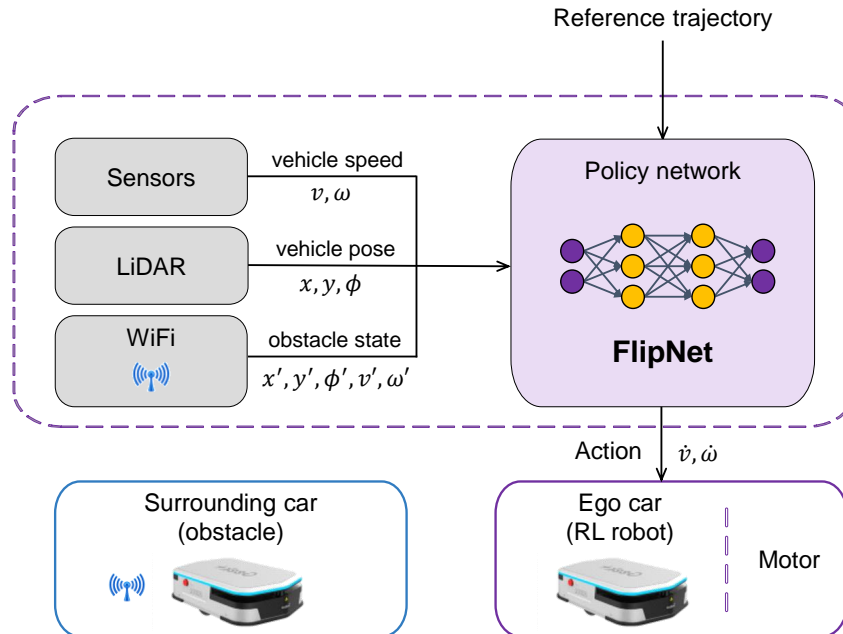 Reference trajectory
Sensors
vehicle speed
v, ω
LiDAR
vehicle pose
x, y, ϕ
WiFi
obstacle state
x′, y′, ϕ′, v′, ω′
Policy network
FlipNet
Action
v̇, ω̇
Surrounding car
(obstacle)
Ego car
(RL robot)
Motor